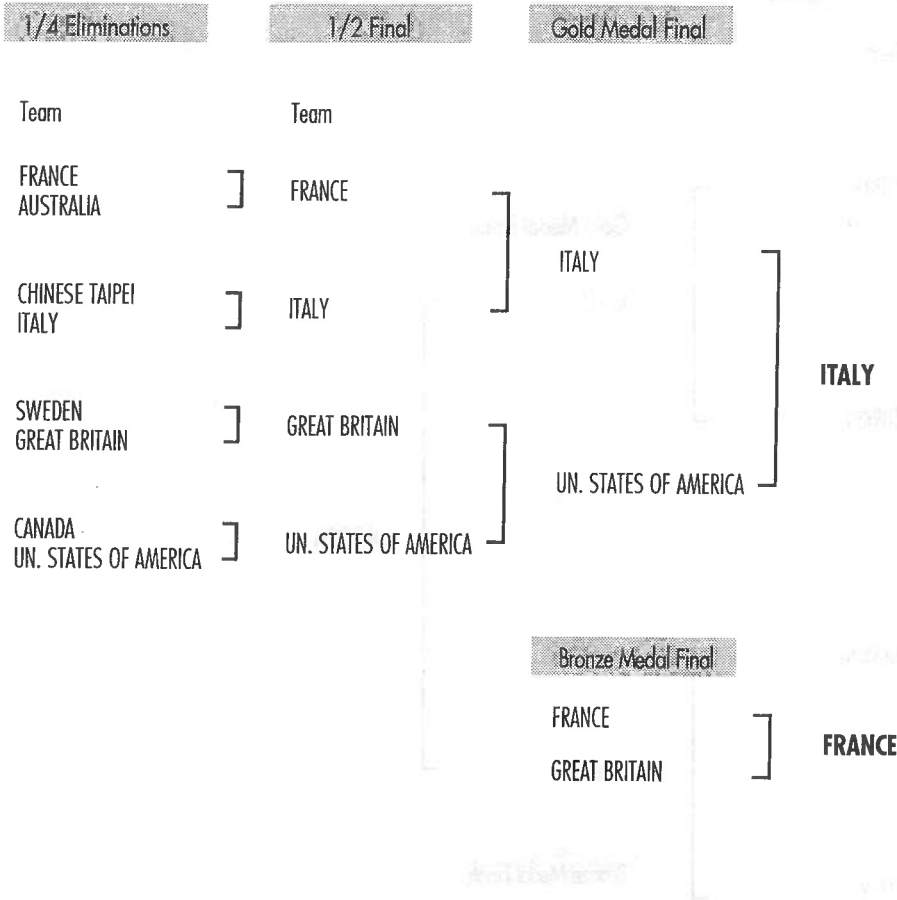 1/4 Eliminations
1/2 Final
Gold Medal Final
Team
Team
FRANCE
AUSTRALIA
FRANCE
CHINESE TAIPEI
ITALY
ITALY
ITALY
SWEDEN
GREAT BRITAIN
GREAT BRITAIN
CANADA
UN. STATES OF AMERICA
UN. STATES OF AMERICA
UN. STATES OF AMERICA
ITALY
Bronze Medal Final
FRANCE
GREAT BRITAIN
FRANCE